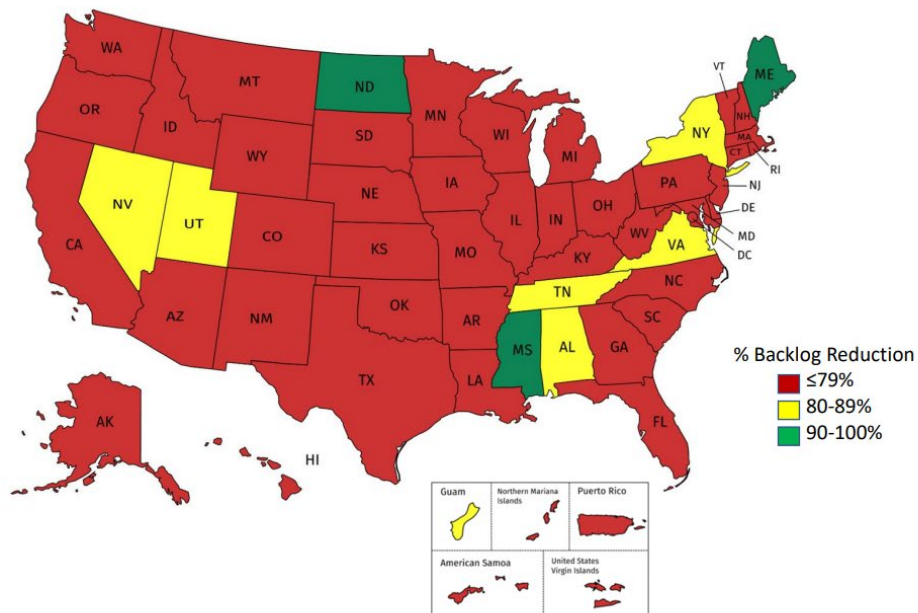 WA
MT
ND
MN
VT
ME
OR
ID
SD
WI
MI
NY
NH
MA
CT
RI
WY
NE
IA
PA
NJ
NV
UT
CO
IL
IN
OH
DE
MD
DC
CA
KS
MO
WV
VA
KY
AZ
NM
OK
AR
TN
NC
SC
MS
AL
GA
TX
LA
FL
AK
HI
% Backlog Reduction
≤79%
80-89%
90-100%
Guam
Northern Mariana
Islands
Puerto Rico
American Samoa
United States
Virgin Islands